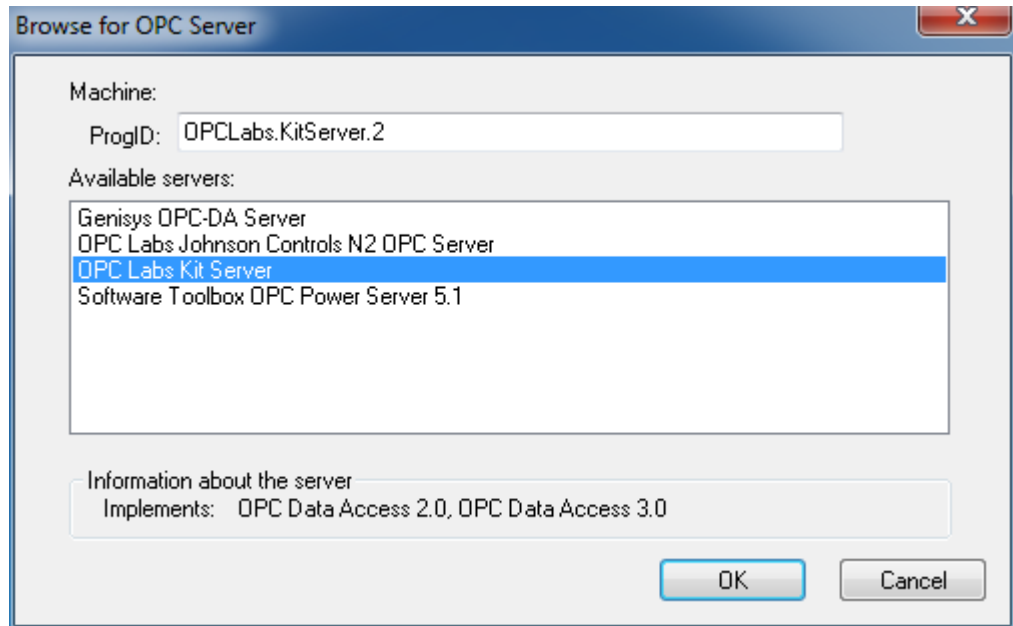 Browse for OPC Server
Machine:
ProgID: OPCLabs.KitServer.2
Available servers:
Genisys OPC-DA Server
OPC Labs Johnson Controls N2 OPC Server
OPC Labs Kit Server
Software Toolbox OPC Power Server 5.1
Information about the server
Implements: OPC Data Access 2.0, OPC Data Access 3.0
OK Cancel